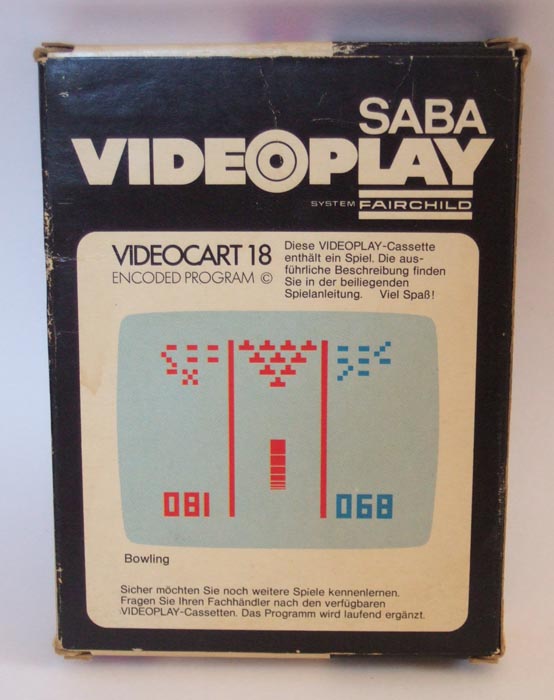 SABA
VIDEOPLAY
SYSTEM FAIRCHILD
VIDEOCART 18
ENCODED PROGRAM ©
Diese VIDEOPLAY-Cassette
enthält ein Spiel. Die aus-
führliche Beschreibung finden
Sie in der beiliegenden
Spielanleitung. Viel Spaß!
081
068
Bowling
Sicher möchten Sie noch weitere Spiele kennenlernen.
Fragen Sie Ihren Fachhändler nach den verfügbaren
VIDEOPLAY-Cassetten. Das Programm wird laufend ergänzt.